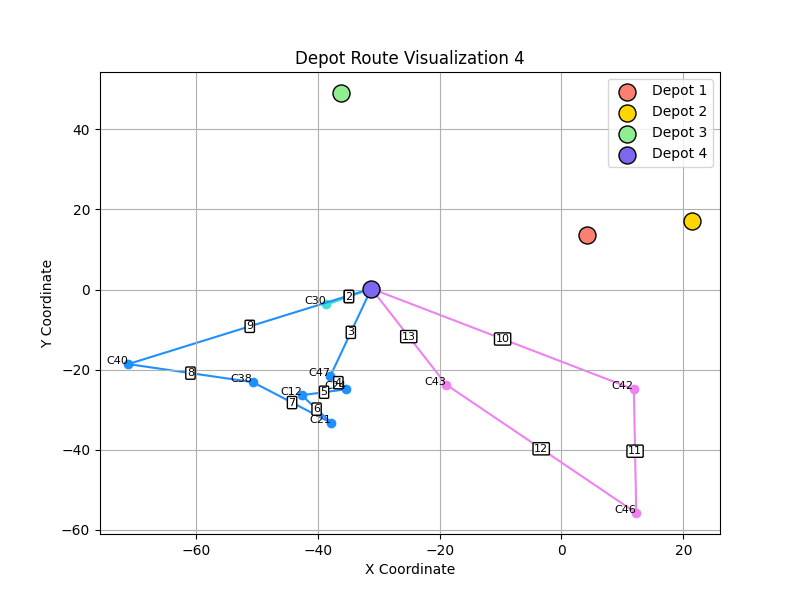 Depot Route Visualization 4
Depot 1
Depot 2
Depot 3
Depot 4
Y Coordinate
40
20
0
−20
−40
−60
C30
2
3
9
13
10
C40
8
C38
C47
4
C12
5
7
6
C21
C43
C42
12
11
C46
−60
−40
−20
0
20
X Coordinate